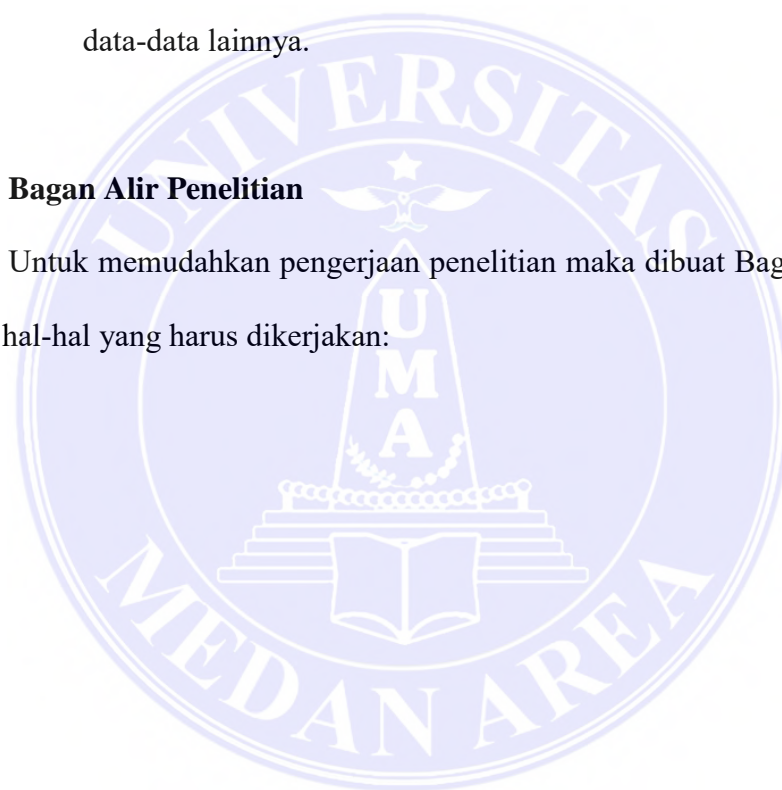 data-data lainnya.
UNIVERSITAS
Bagan Alir Penelitian
Untuk memudahkan pengerjaan penelitian maka dibuat Bag
hal-hal yang harus dikerjakan:
U
M
A
MEDAN AREA